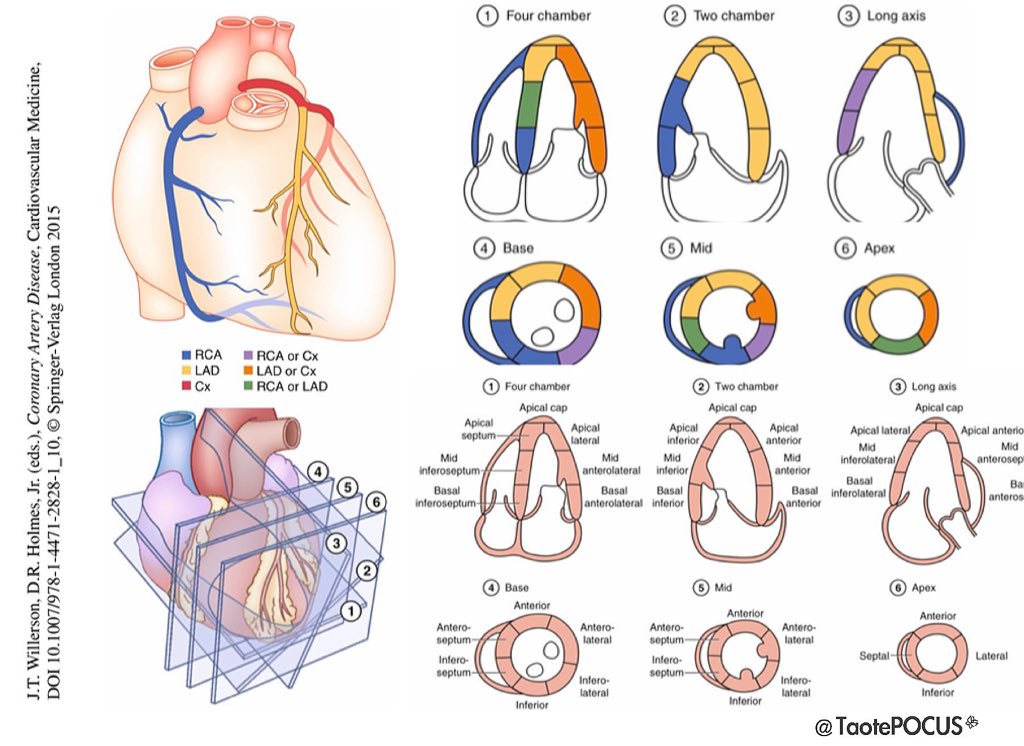 J.T. Willerson, D.R. Holmes, Jr. (eds.), Coronary Artery Disease, Cardiovascular Medicine,
DOI 10.1007/978-1-4471-2828-1_10, © Springer-Verlag London 2015
1 Four chamber
2 Two chamber
3 Long axis
4 Base
5 Mid
6 Apex
RCA
LAD
Cx
RCA or Cx
LAD or Cx
RCA or LAD
4
5
6
3
2
1
1 Four chamber
Apical cap
Apical
septum
Apical
lateral
Mid
inferoseptum
Mid
anterolateral
Basal
inferoseptum
Basal
anterolateral
2 Two chamber
Apical cap
Apical
inferior
Apical
anterior
Mid
inferior
Mid
anterior
Basal
inferior
Basal
anterior
3 Long axis
Apical cap
Apical lateral
Apical anterio
Mid
inferolateral
Mid
anterosep
Basal
inferolateral
Bas
anteros
4 Base
Anterior
Antero-
septum
Antero-
lateral
Infero-
septum
Infero-
lateral
Inferior
5 Mid
Anterior
Antero-
septum
Antero-
lateral
Infero-
septum
Infero-
lateral
Inferior
6 Apex
Anterior
Septal
Lateral
Inferior
@TaotePOCUS